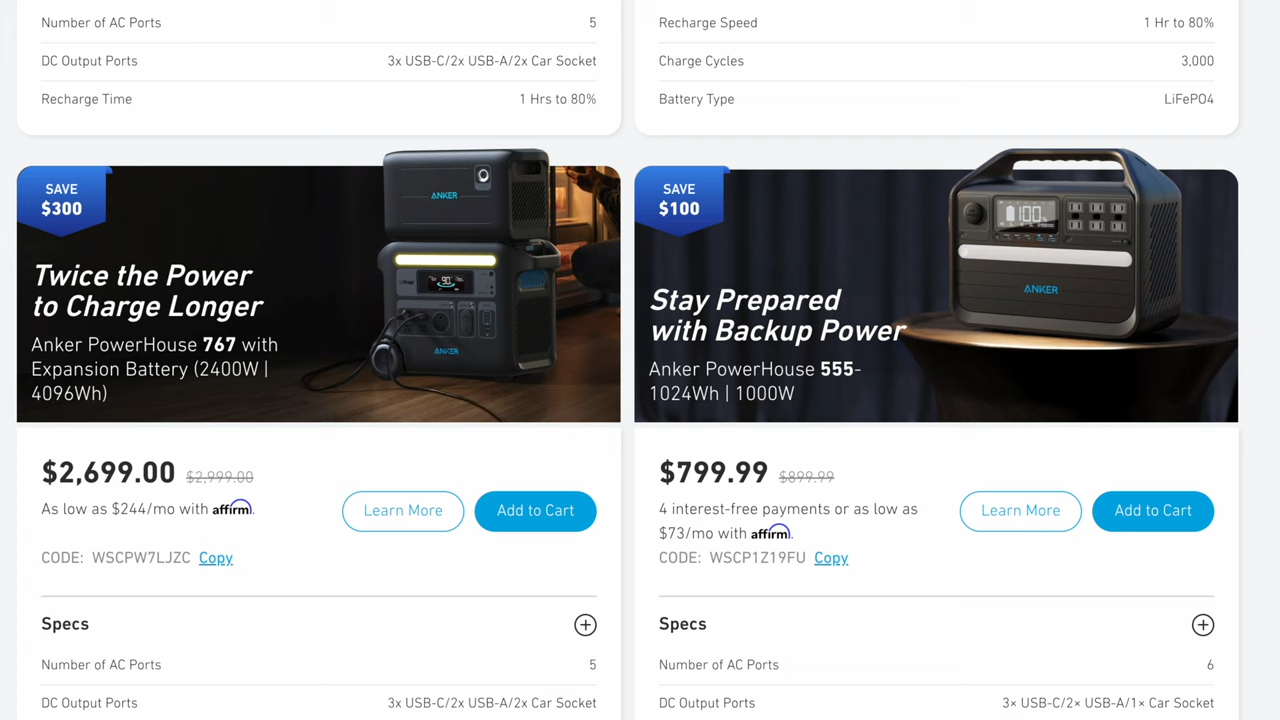 Number of AC Ports 5
DC Output Ports 3x USB-C/2x USB-A/2x Car Socket
Recharge Time 1 Hrs to 80%
Recharge Speed 1 Hr to 80%
Charge Cycles 3,000
Battery Type LiFePO4
SAVE
$300
Twice the Power
to Charge Longer
Anker PowerHouse 767 with
Expansion Battery (2400W |
4096Wh)
ANKER
90
ANKER
$2,699.00 $2,999.00
As low as $244/mo with affirm.
Learn More
Add to Cart
CODE: WSCPW7LJZC Copy
Specs
Number of AC Ports 5
DC Output Ports 3x USB-C/2x USB-A/2x Car Socket
SAVE
$100
Stay Prepared
with Backup Power
Anker PowerHouse 555-
1024Wh | 1000W
100
ANKER
$799.99 $899.99
4 interest-free payments or as low as
$73/mo with affirm.
Learn More
Add to Cart
CODE: WSCP1Z19FU Copy
Specs
Number of AC Ports 6
DC Output Ports 3× USB-C/2× USB-A/1× Car Socket